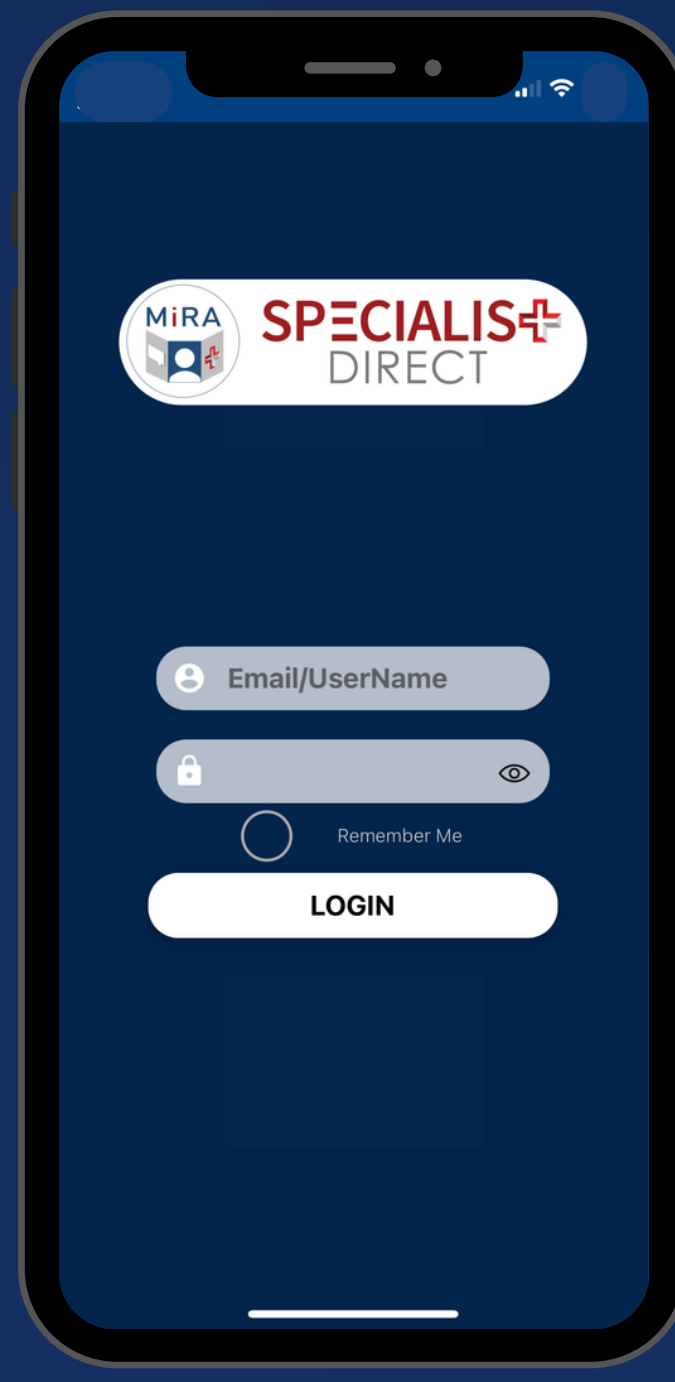 MiRA
SPECIALIST
DIRECT
Email/UserName
Remember Me
LOGIN